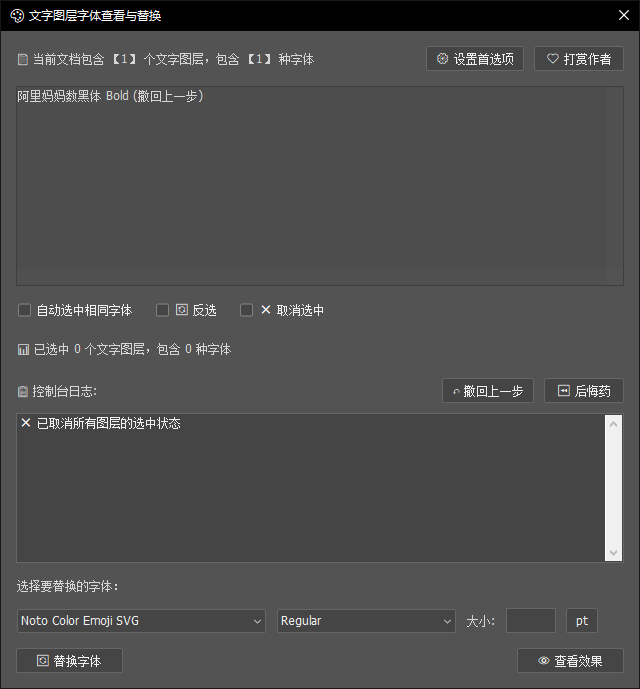 文字图层字体查看与替换
当前文档包含 【1】 个文字图层，包含 【1】 种字体
设置首选项
打赏作者
阿里妈妈数黑体 Bold (撤回上一步)
自动选中相同字体
反选
取消选中
已选中 0 个文字图层，包含 0 种字体
控制台日志:
撤回上一步
后悔药
已取消所有图层的选中状态
选择要替换的字体:
Noto Color Emoji SVG
Regular
大小:
pt
替换字体
查看效果